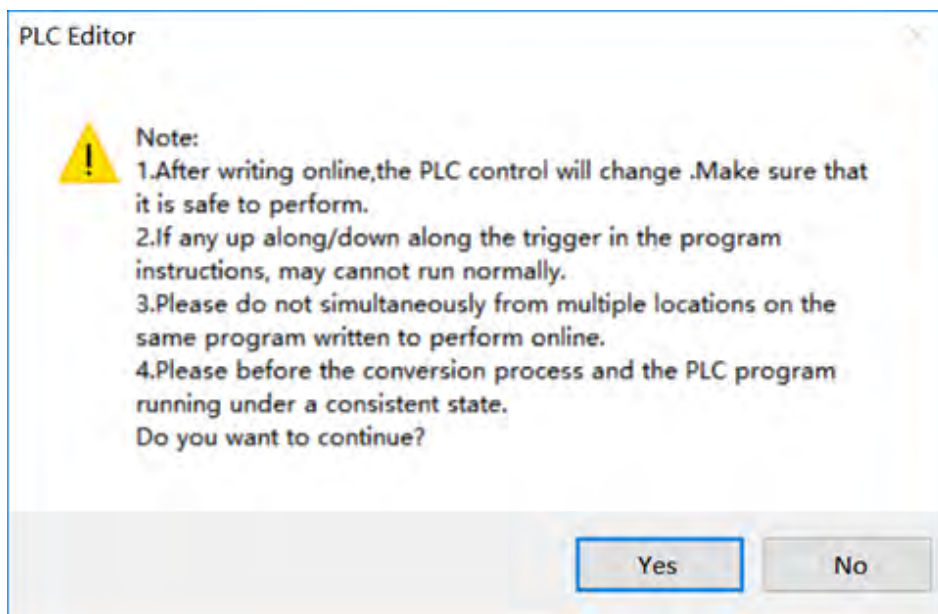 PLC Editor
Note:
1.After writing online,the PLC control will change .Make sure that
it is safe to perform.
2.If any up along/down along the trigger in the program
instructions, may cannot run normally.
3.Please do not simultaneously from multiple locations on the
same program written to perform online.
4.Please before the conversion process and the PLC program
running under a consistent state.
Do you want to continue?
Yes
No